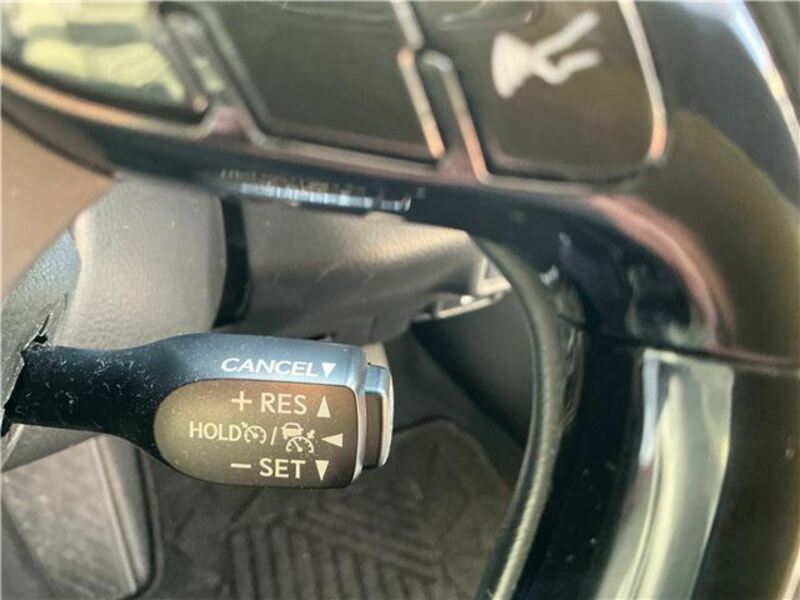 CANCEL▼
+ RES ▲
HOLD / ◄
− SET ▼